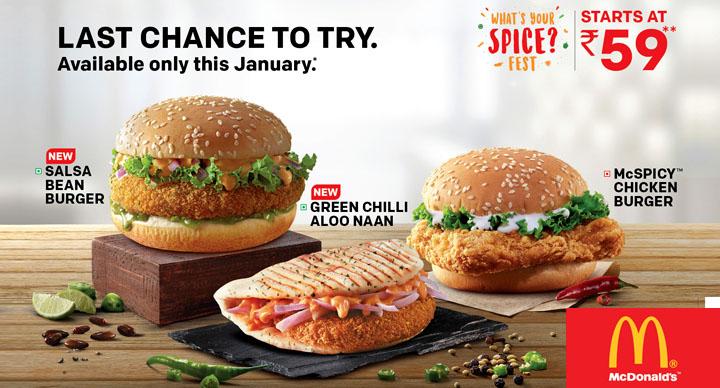 LAST CHANCE TO TRY.
Available only this January.*
WHAT'S YOUR
SPICE?
FEST
STARTS AT
₹59**
NEW
SALSA
BEAN
BURGER
NEW
GREEN CHILLI
ALOO NAAN
McSPICY™
CHICKEN
BURGER
M®
McDonald's™